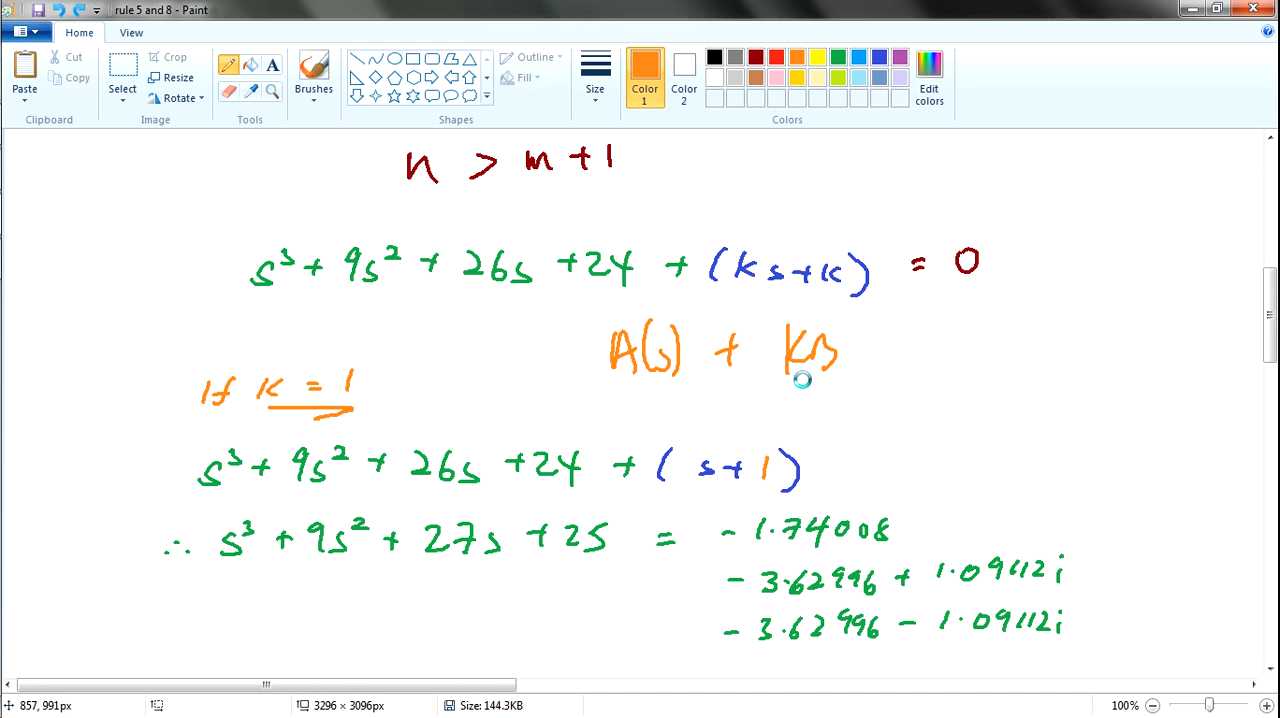 rule 5 and 8 - Paint
Home View
Paste
Cut
Copy
Clipboard
Select
Crop
Resize
Rotate
Image
A
Tools
Brushes
Shapes
Outline
Fill
Size
Color 1
Color 2
Edit colors
Colors
n > m + 1
s³ + 9s² + 26s + 24 + (ks+k) = 0
A(s) + KB
If K = 1
s³ + 9s² + 26s + 24 + ( s + 1 )
∴ s³ + 9s² + 27s + 25 = - 1.74008
- 3.62996 + 1.09112i
- 3.62996 - 1.09112i
857, 991px
3296 × 3096px
Size: 144.3KB
100%